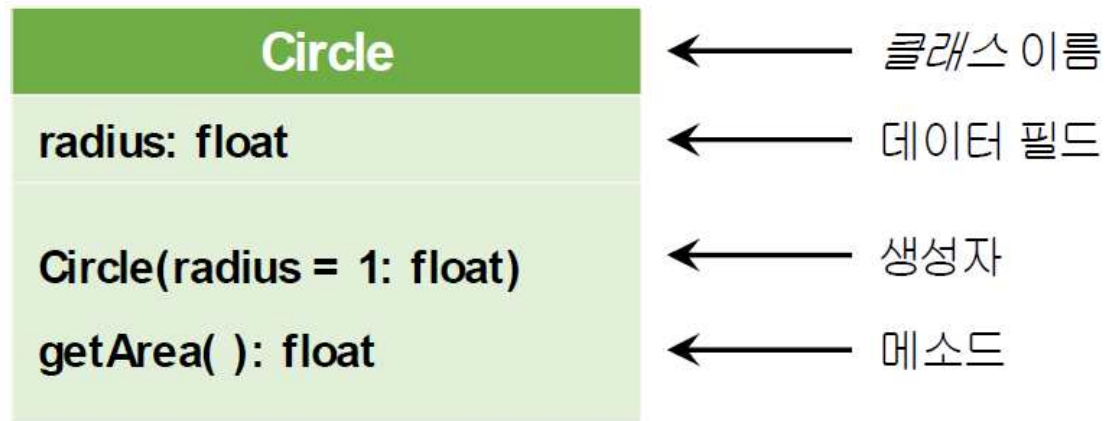 Circle
클래스 이름
radius: float
데이터 필드
Circle(radius = 1: float)
생성자
getArea( ): float
메소드